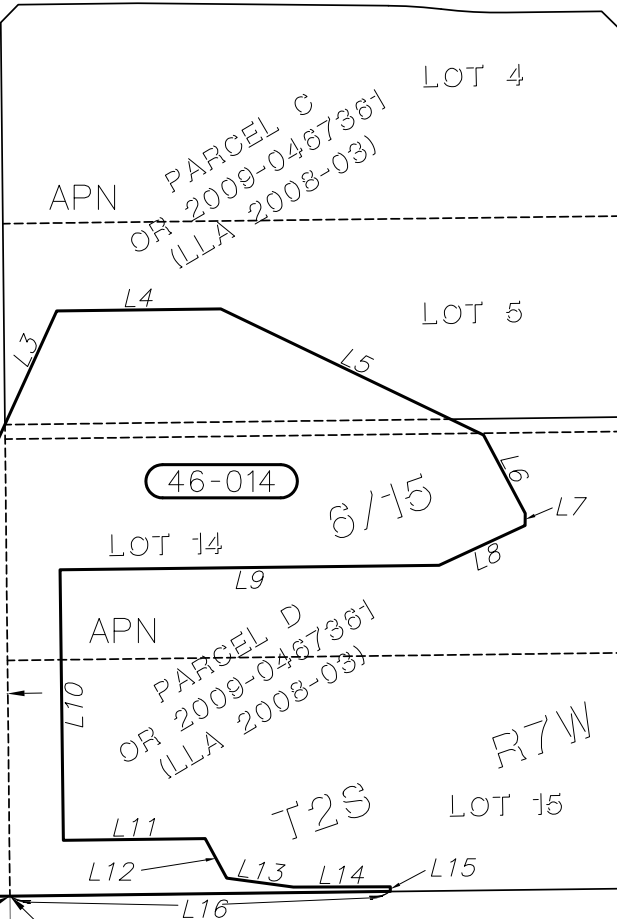 LOT 4
PARCEL C
OR 2009-0467361
(LLA 2008-03)
APN
L4
LOT 5
L3
L5
46-014
L6
6/15
L7
LOT 14
L8
L9
APN
PARCEL D
OR 2009-0467361
(LLA 2008-03)
L10
R7W
T2S
LOT 15
L11
L12
L13
L14
L15
L16